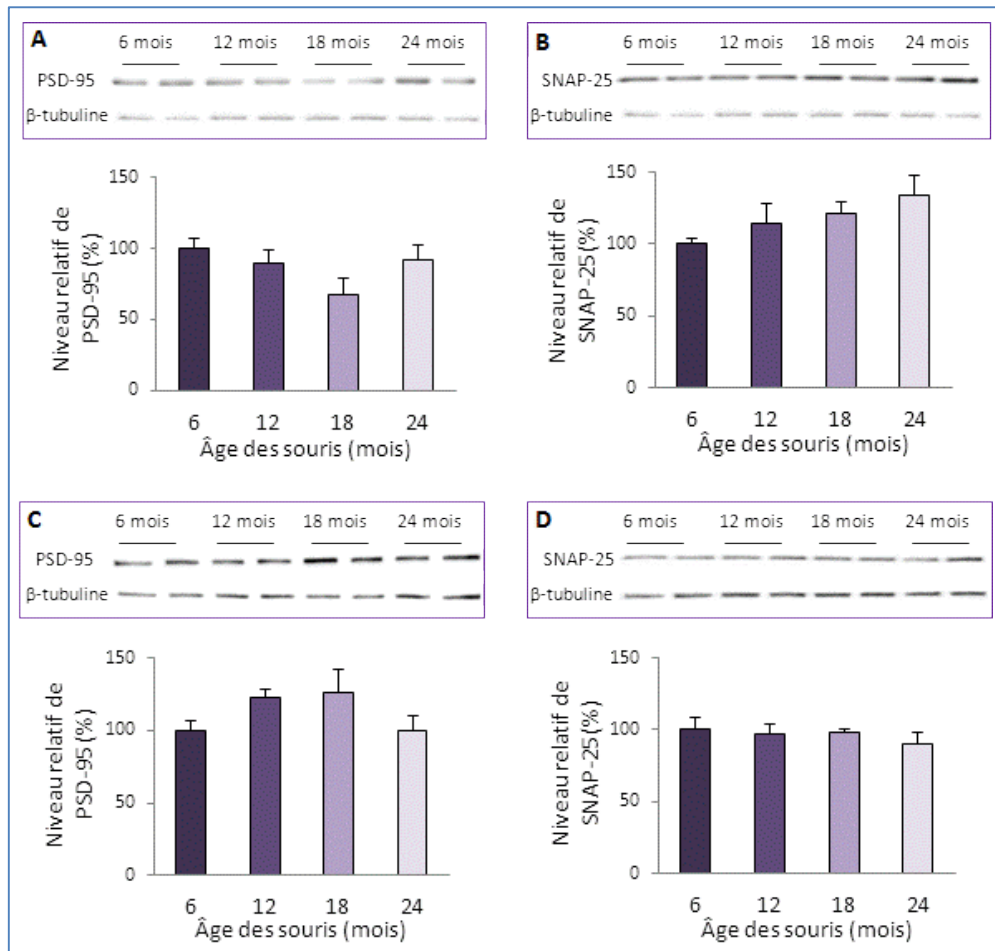 A
6 mois 12 mois 18 mois 24 mois
PSD-95
β-tubuline
150
100
50
0
Niveau relatif de
PSD-95 (%)
6 12 18 24
Âge des souris (mois)
B
6 mois 12 mois 18 mois 24 mois
SNAP-25
β-tubuline
150
100
50
0
Niveau relatif de
SNAP-25 (%)
6 12 18 24
Âge des souris (mois)
C
6 mois 12 mois 18 mois 24 mois
PSD-95
β-tubuline
150
100
50
0
Niveau relatif de
PSD-95 (%)
6 12 18 24
Âge des souris (mois)
D
6 mois 12 mois 18 mois 24 mois
SNAP-25
β-tubuline
150
100
50
0
Niveau relatif de
SNAP-25 (%)
6 12 18 24
Âge des souris (mois)